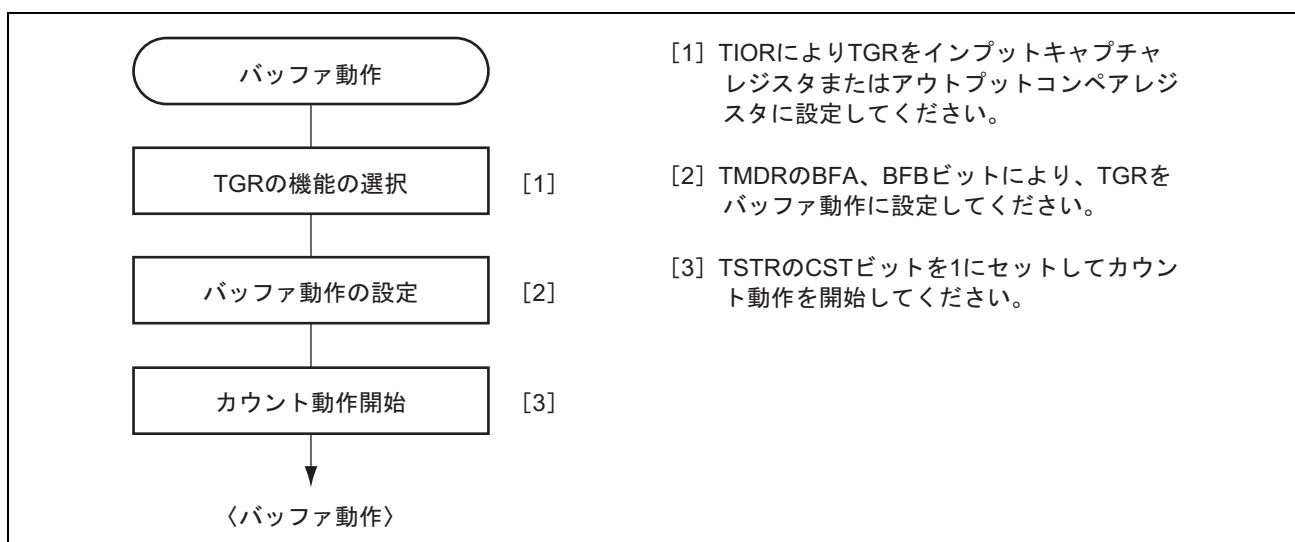 バッファ動作
TGRの機能の選択
[1]
バッファ動作の設定
[2]
カウント動作開始
[3]
〈バッファ動作〉
[1] TIORによりTGRをインプットキャプチャ
レジスタまたはアウトプットコンペアレジ
スタに設定してください。
[2] TMDRのBFA、BFBビットにより、TGRを
バッファ動作に設定してください。
[3] TSTRのCSTビットを1にセットしてカウン
ト動作を開始してください。